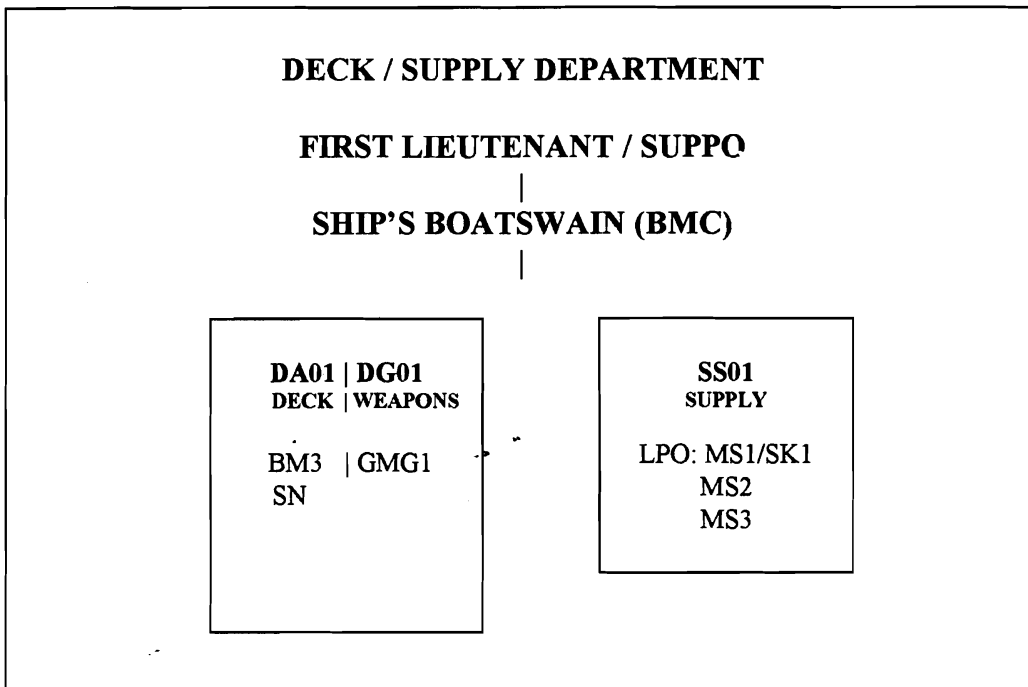 DECK / SUPPLY DEPARTMENT
FIRST LIEUTENANT / SUPPO
|
SHIP'S BOATSWAIN (BMC)
|
DA01 | DG01
DECK | WEAPONS
BM3 | GMG1
SN
SS01
SUPPLY
LPO: MS1/SK1
MS2
MS3